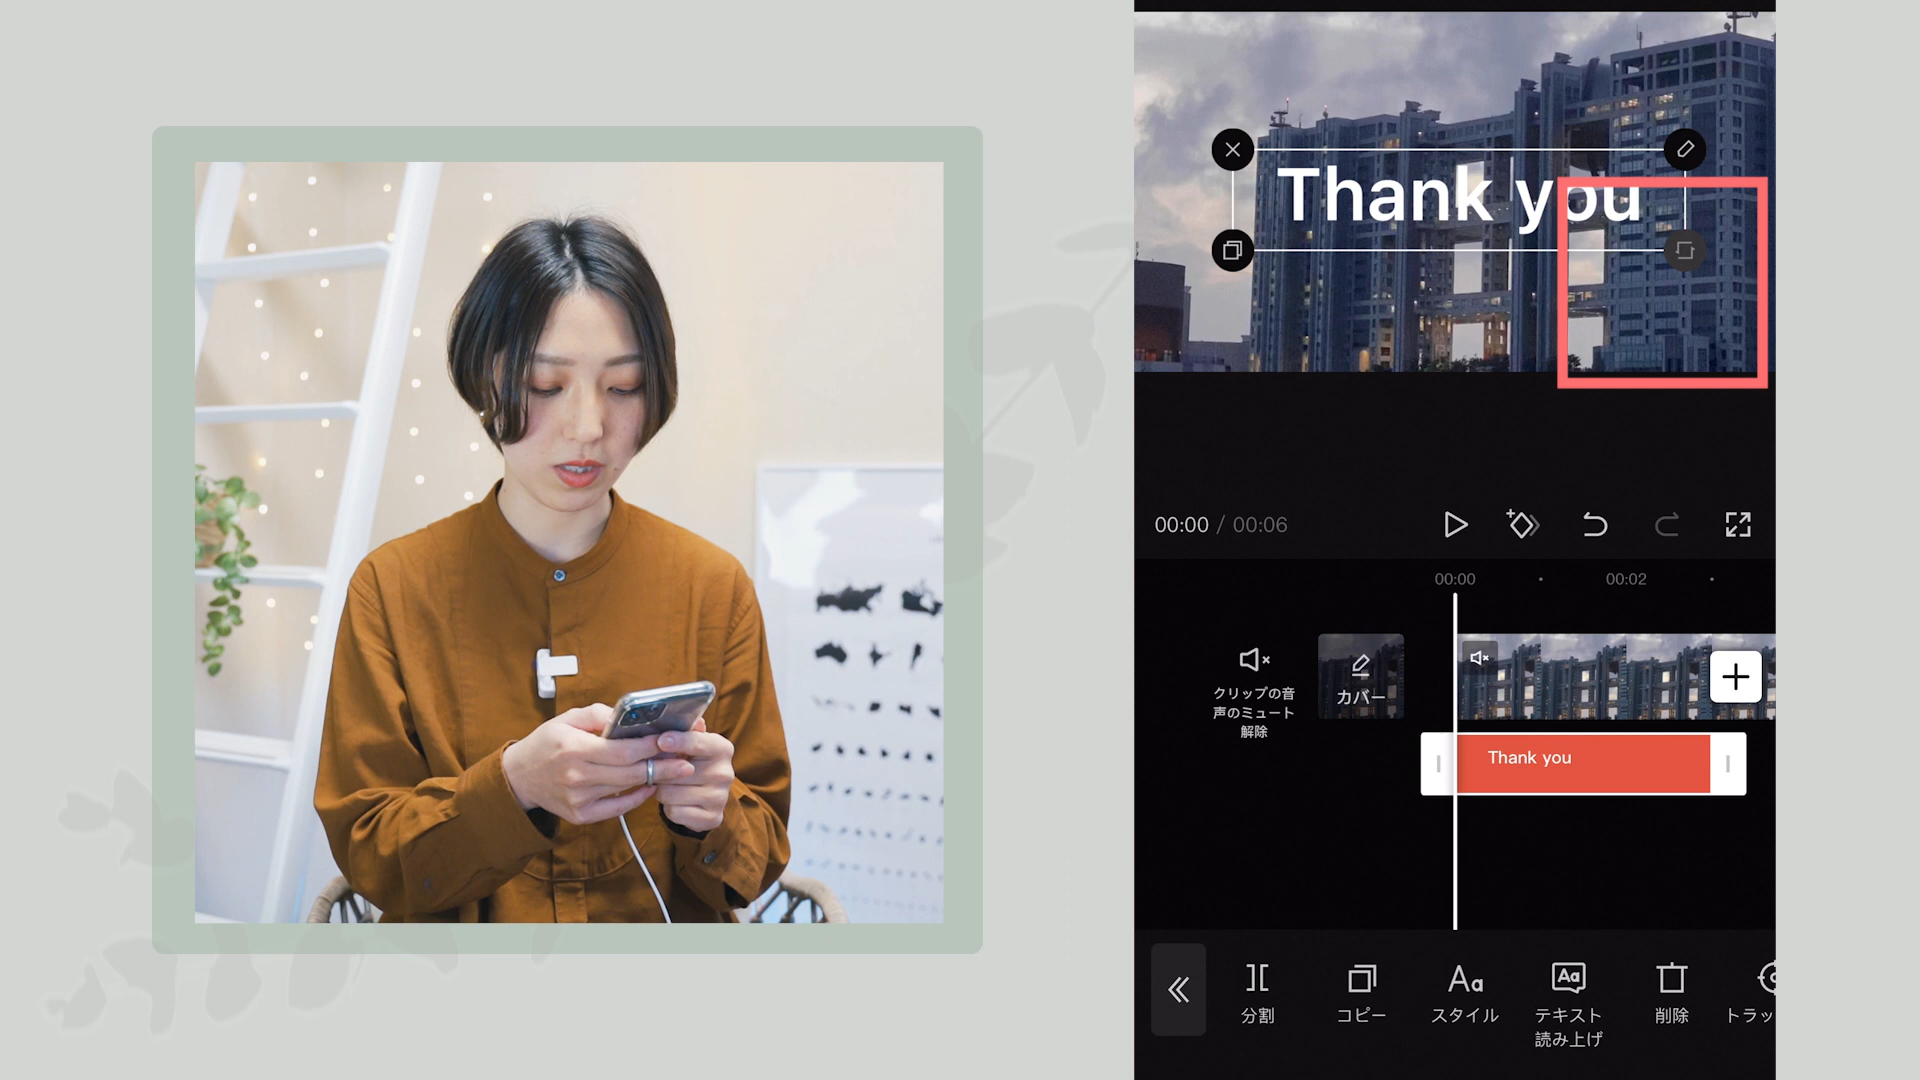 Thank you
00:00 / 00:06
00:00
00:02
クリップの音
声のミュート
解除
カバー
Thank you
分割
コピー
Aa
スタイル
Aa
テキスト
読み上げ
削除
トラッ